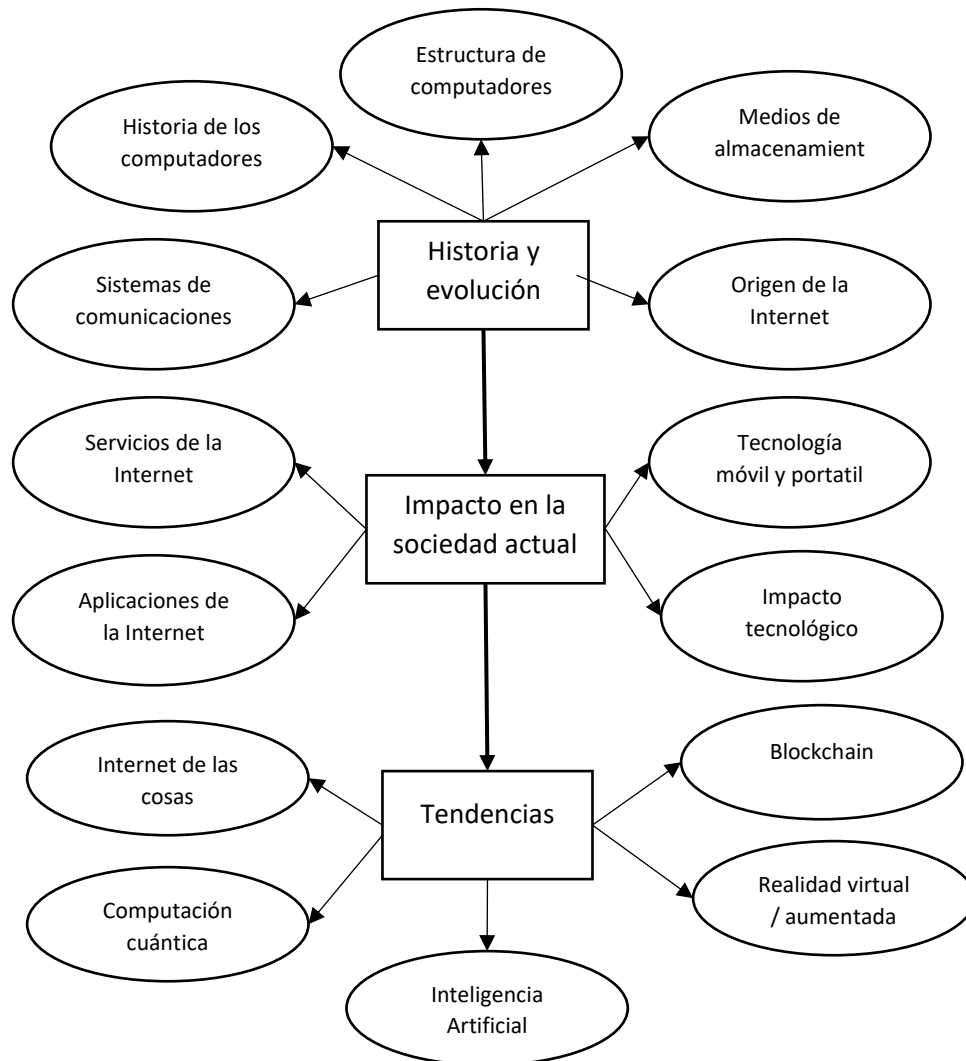 Estructura de
computadores
Historia de los
computadores
Medios de
almacenamient
Historia y
evolución
Sistemas de
comunicaciones
Origen de la
Internet
Servicios de la
Internet
Tecnología
móvil y portatil
Impacto en la
sociedad actual
Aplicaciones de
la Internet
Impacto
tecnológico
Internet de las
cosas
Blockchain
Tendencias
Computación
cuántica
Realidad virtual
/ aumentada
Inteligencia
Artificial